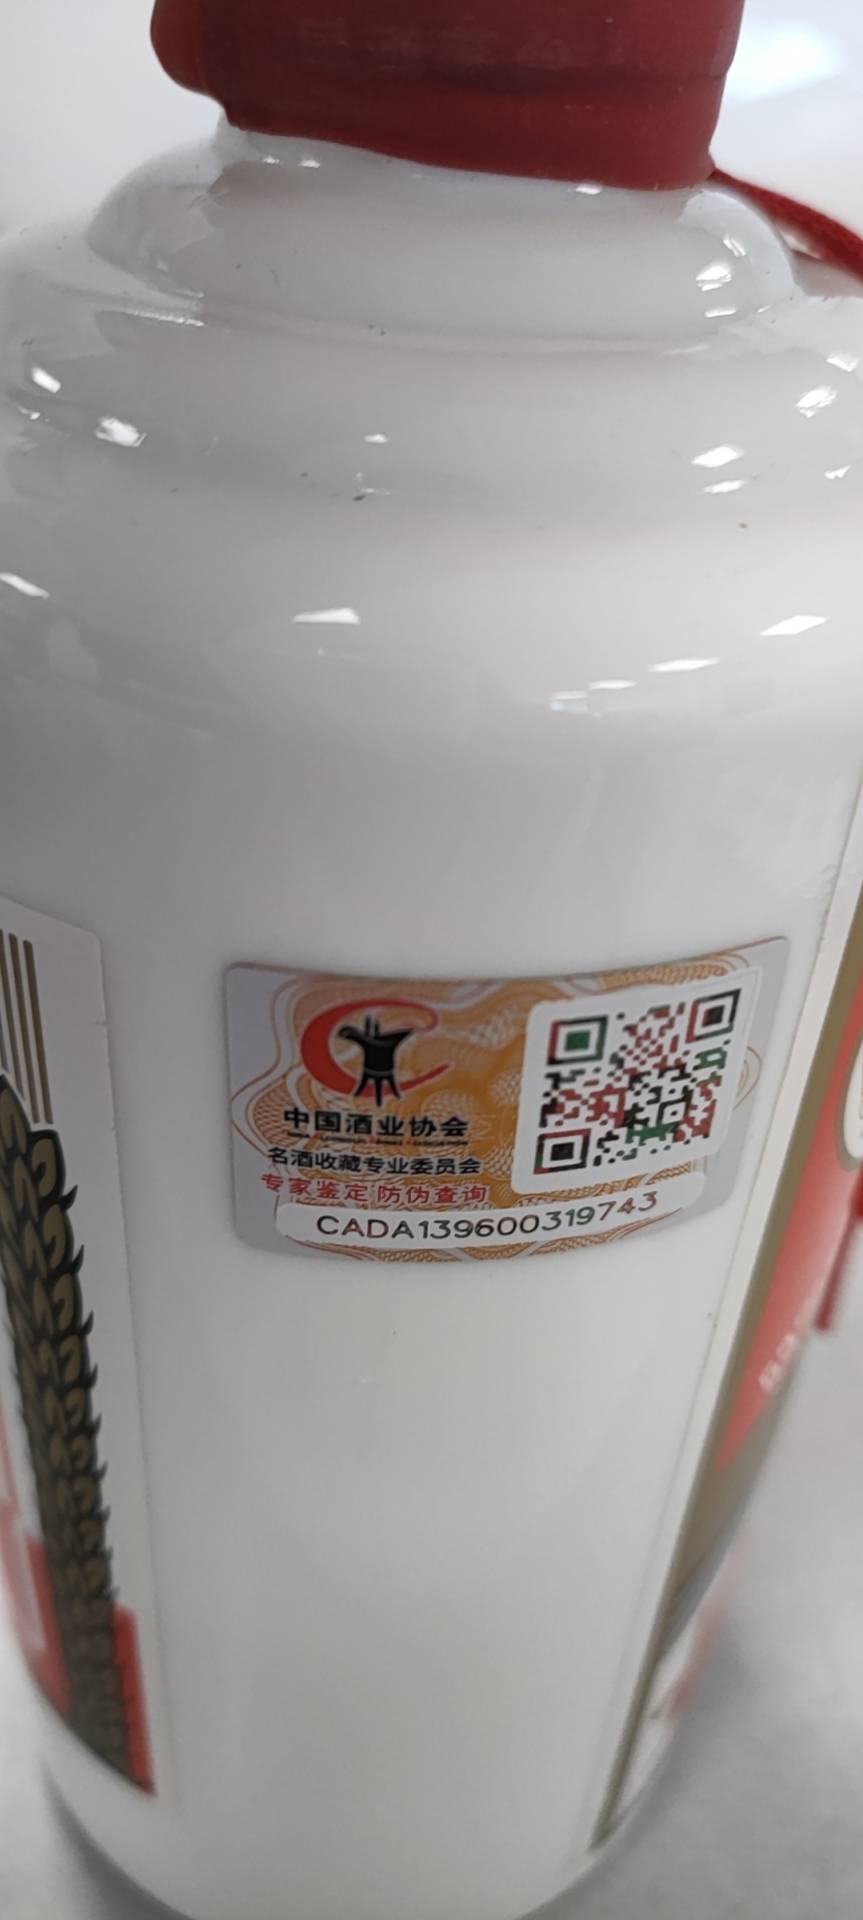 中国酒业协会
名酒收藏专业委员会
专家鉴定 防伪查询
CADA139600319743